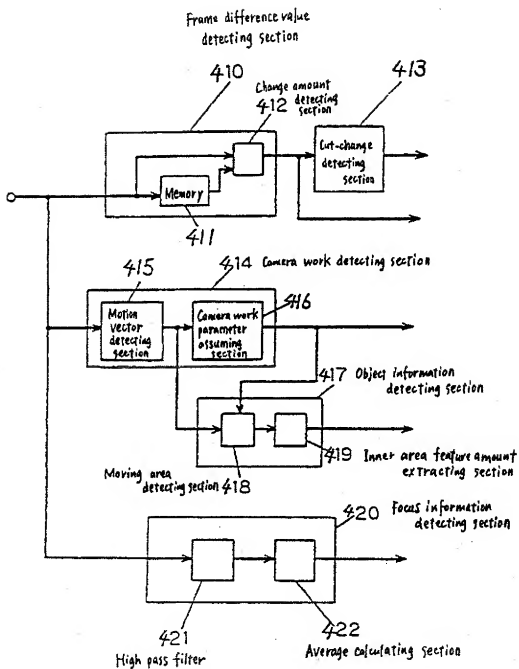 Frame difference value
detecting section
410
Change amount
412 detecting
section
413
Cut-change
detecting
section
Memory
411
415
414 Camera work detecting section
416
Motion
vector
detecting
section
Camera work
parameter
assuming
section
417 Object information
detecting section
Moving area
detecting section 418
419 Inner area feature amount
extracting section
420
Focus information
detecting section
421
422
High pass filter
Average calculating section